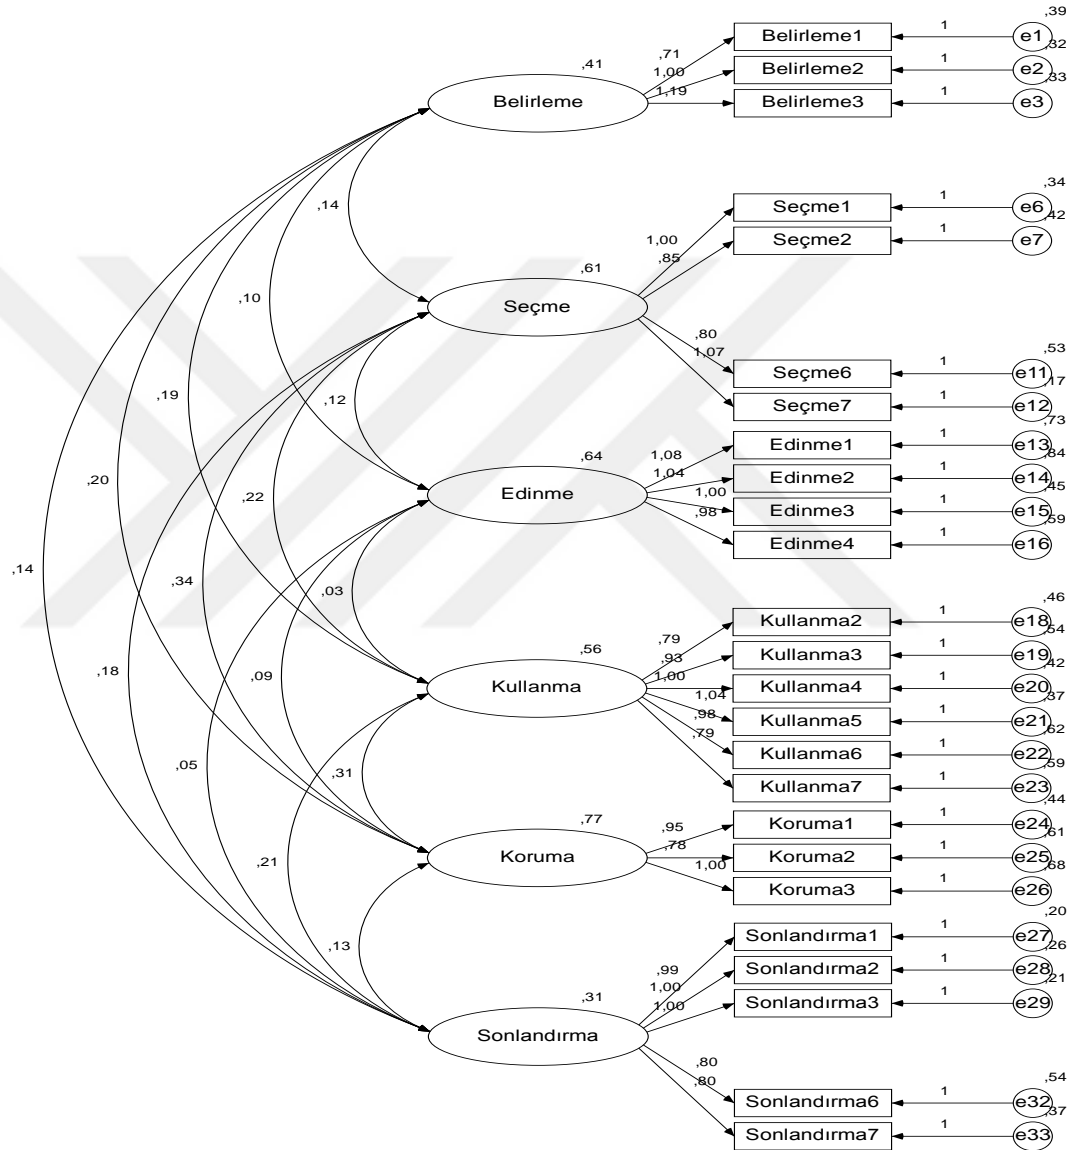 ,39
Belirleme1 1 e1
,71 ,32
,41 1,00 Belirleme2 1 e2
,33
Belirleme 1,19 Belirleme3 1 e3
,34
,14 Seçme1 1 e6
,42
1,00 Seçme2 1 e7
,85
,61
,10 Seçme
,80 ,53
1,07 Seçme6 1 e11
,17
,19 ,12 Seçme7 1 e12
,73
,64 1,08 Edinme1 1 e13
,84
1,04 Edinme2 1 e14
,45
,20 ,22 Edinme 1,00 Edinme3 1 e15
,59
,98 Edinme4 1 e16
,14 ,34 ,03
,46
Kullanma2 1 e18
,54
,56 ,79 Kullanma3 1 e19
,42
,18 ,09 Kullanma ,93 1,00 Kullanma4 1 e20
,37
1,04 Kullanma5 1 e21
,62
,98 Kullanma6 1 e22
,59
,05 ,31 ,79 Kullanma7 1 e23
,44
,77 ,95 Koruma1 1 e24
,61
,21 Koruma ,78 Koruma2 1 e25
,68
1,00 Koruma3 1 e26
,20
,13 Sonlandırma1 1 e27
,26
,99 Sonlandırma2 1 e28
,21
,31 1,00 1,00 Sonlandırma3 1 e29
Sonlandırma
,80 ,54
,80 Sonlandırma6 1 e32
,37
Sonlandırma7 1 e33